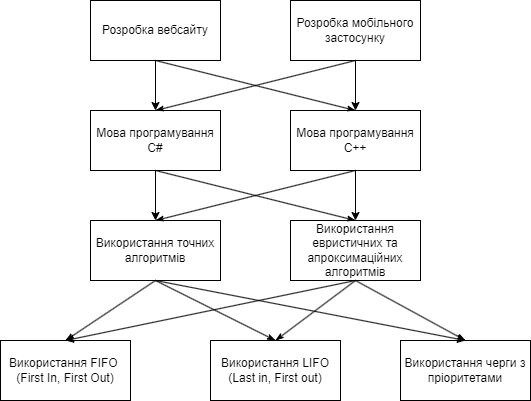 Розробка вебсайту
Розробка мобільного
застосунку
Мова програмування
C#
Мова програмування
C++
Використання точних
алгоритмів
Використання
евристичних та
апроксимаційних
алгоритмів
Використання FIFO
(First In, First Out)
Використання LIFO
(Last in, First out)
Використання черги з
пріоритетами